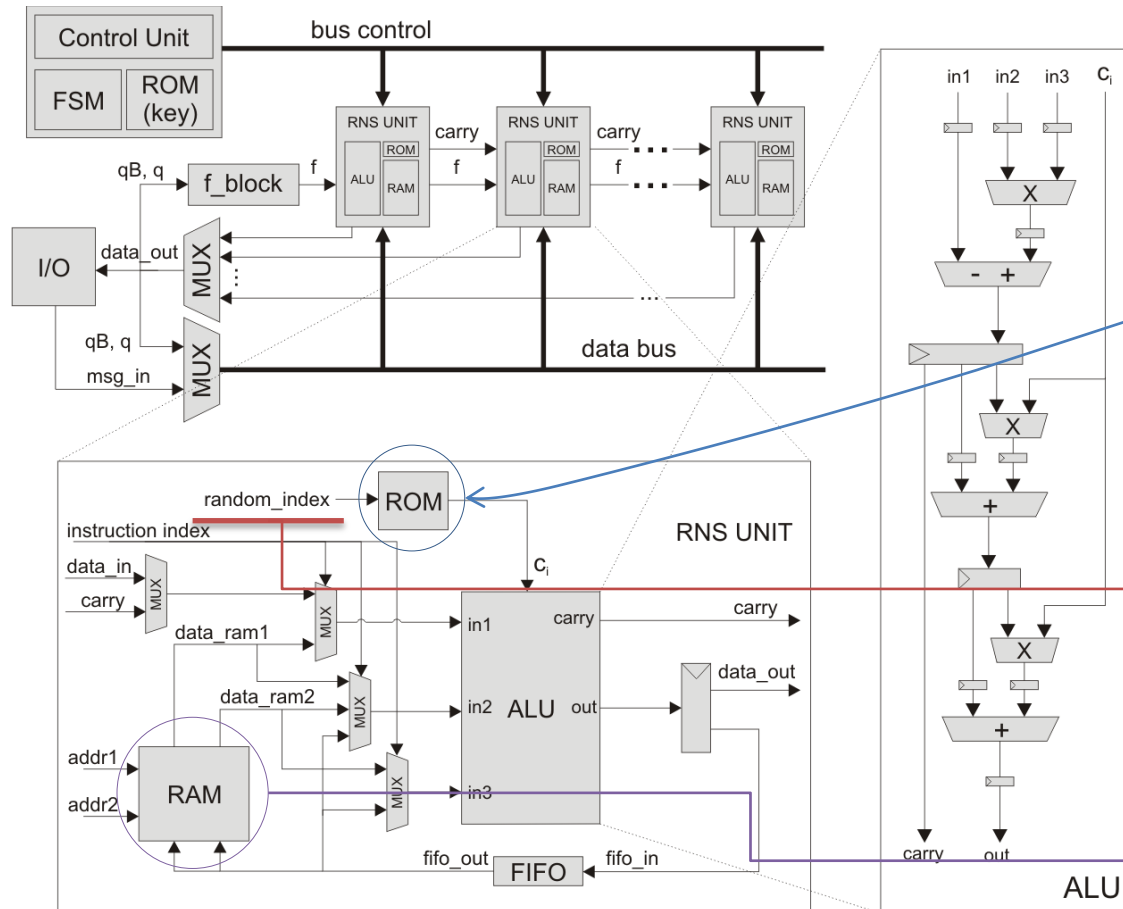 Control Unit
FSM
ROM
(key)
bus control
RNS UNIT
ALU
ROM
RAM
carry
f
RNS UNIT
ALU
ROM
RAM
carry
f
RNS UNIT
ALU
ROM
RAM
qB, q
f_block
f
I/O
data_out
MUX
...
qB, q
msg_in
MUX
data bus
random_index
ROM
RNS UNIT
instruction index
data_in
carry
MUX
MUX
data_ram1
data_ram2
MUX
MUX
addr1
addr2
RAM
ci
in1
in2
in3
ALU
carry
out
carry
data_out
fifo_out
FIFO
fifo_in
in1 in2 in3 ci
X
- +
X
+
X
+
carry out
ALU